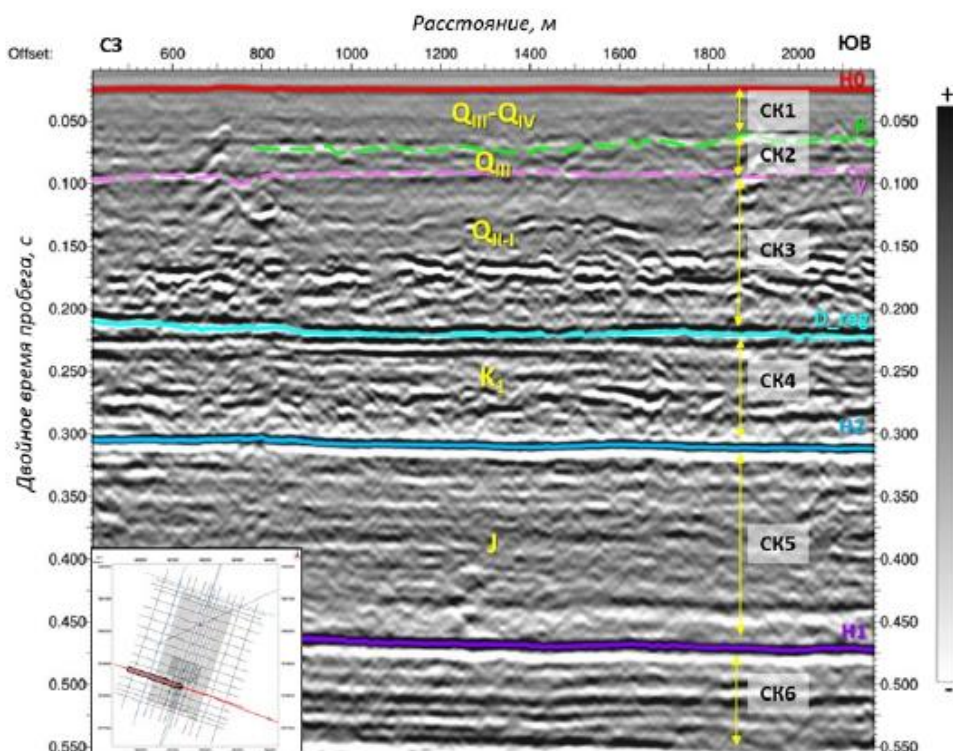 Расстояние, м
Offset: СЗ 600 800 1000 1200 1400 1600 1800 2000 ЮВ
H0
0.050 Q_III-Q_IV СК1 0.050
β
Q_III СК2
0.100 0.100
γ
Q_II-I
0.150 СК3 0.150
0.200 0.200
D_reg
0.250 K_1 СК4 0.250
0.300 H2 0.300
0.350 0.350
J СК5
0.400 0.400
0.450 0.450
H1
0.500 СК6 0.500
0.550 0.550
Двойное время пробега, с
+
-